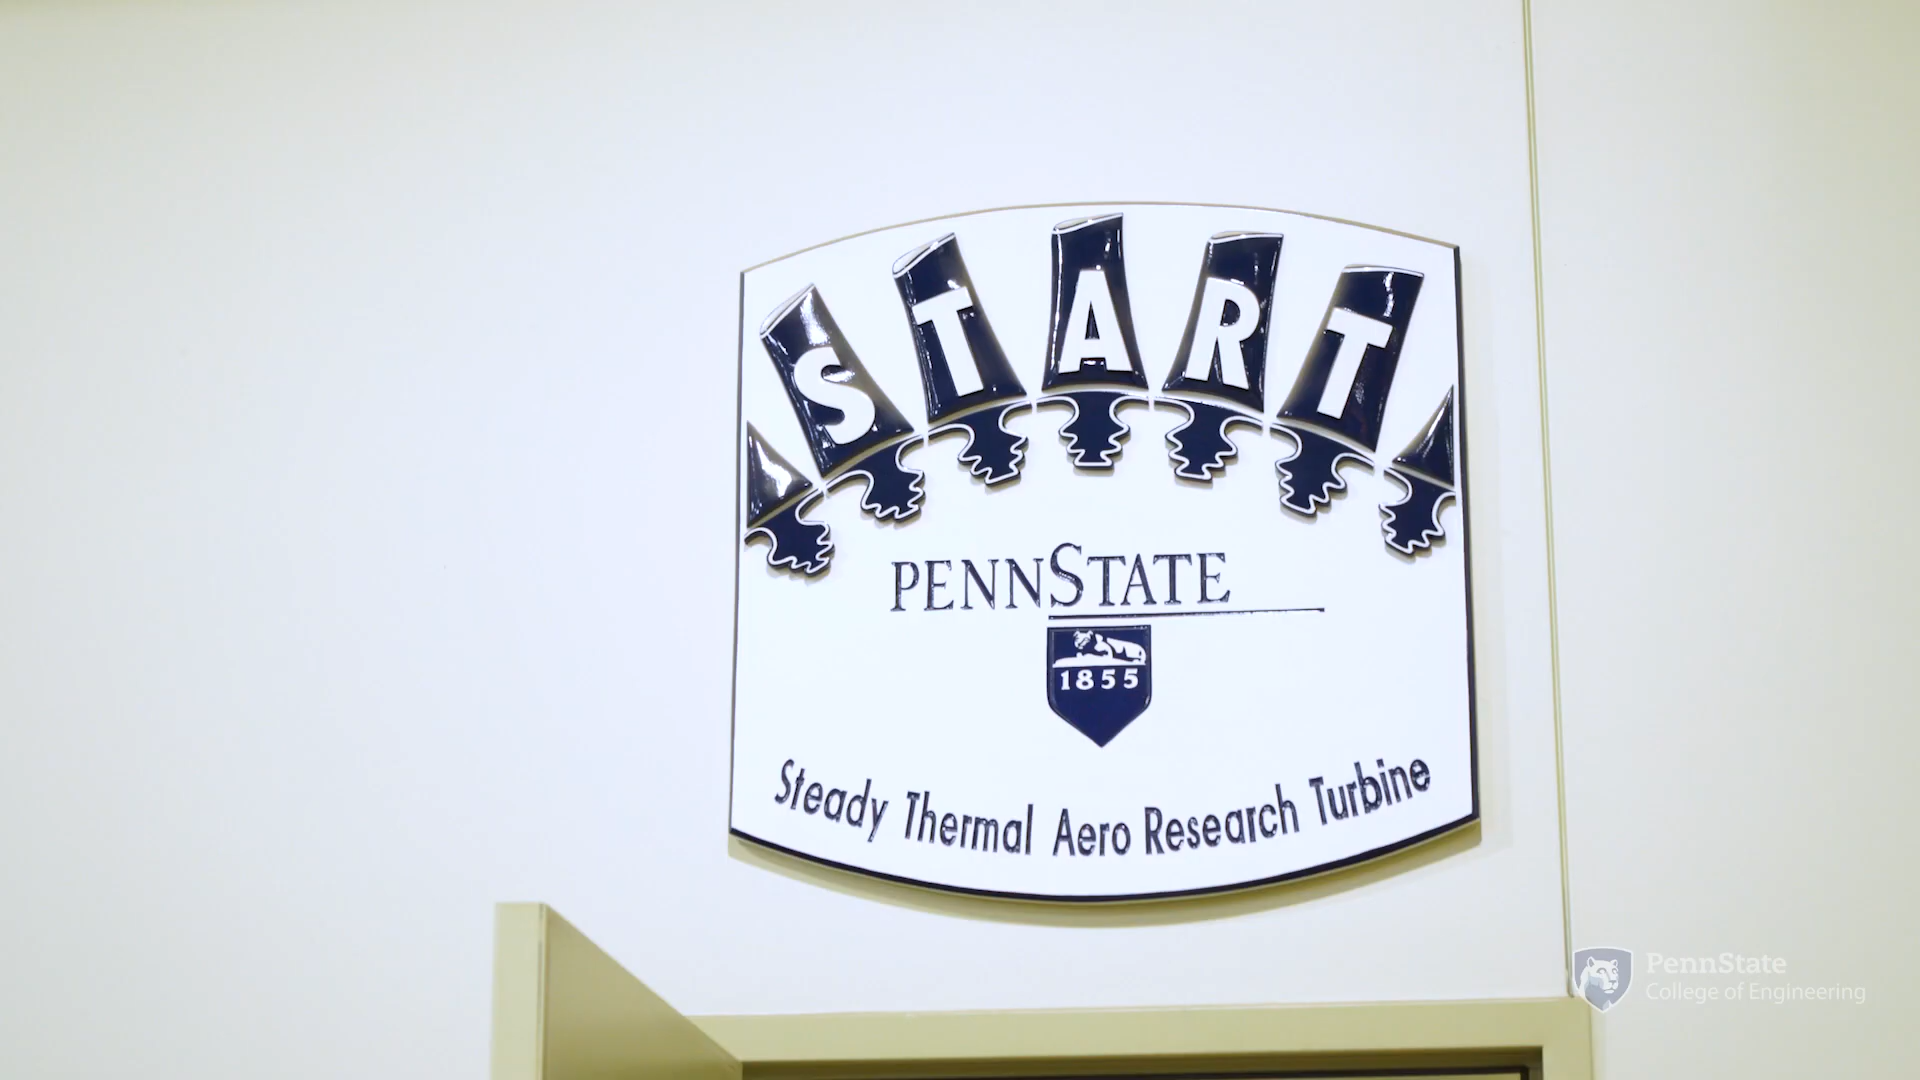 START
PENNSTATE
1855
Steady Thermal Aero Research Turbine
PennState
College of Engineering